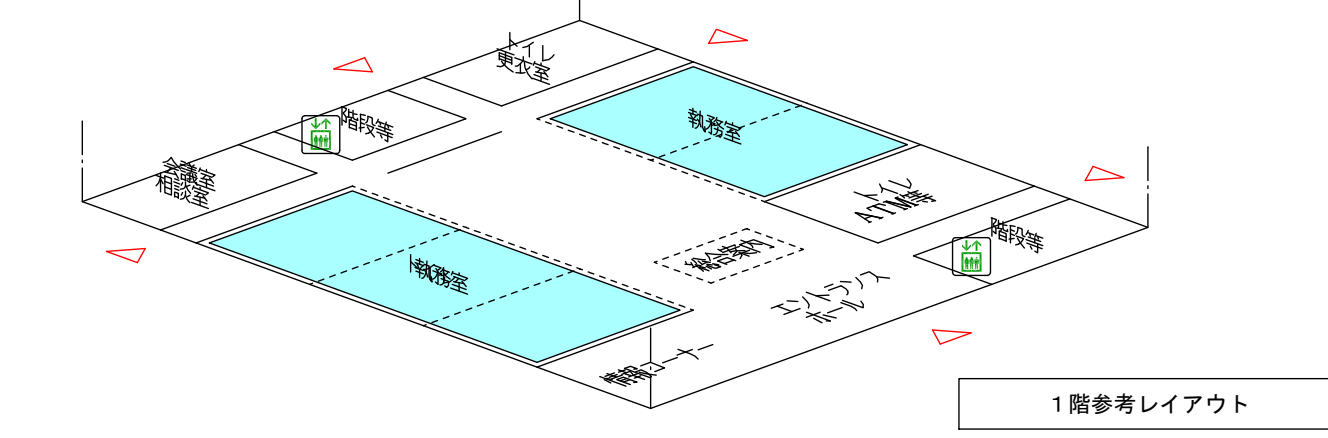 トイレ
更衣室
階段等
執務室
会議室
相談室
トイレ
ATM等
階段等
総合案内
執務室
エントランス
ホール
コーナー
１階参考レイアウト